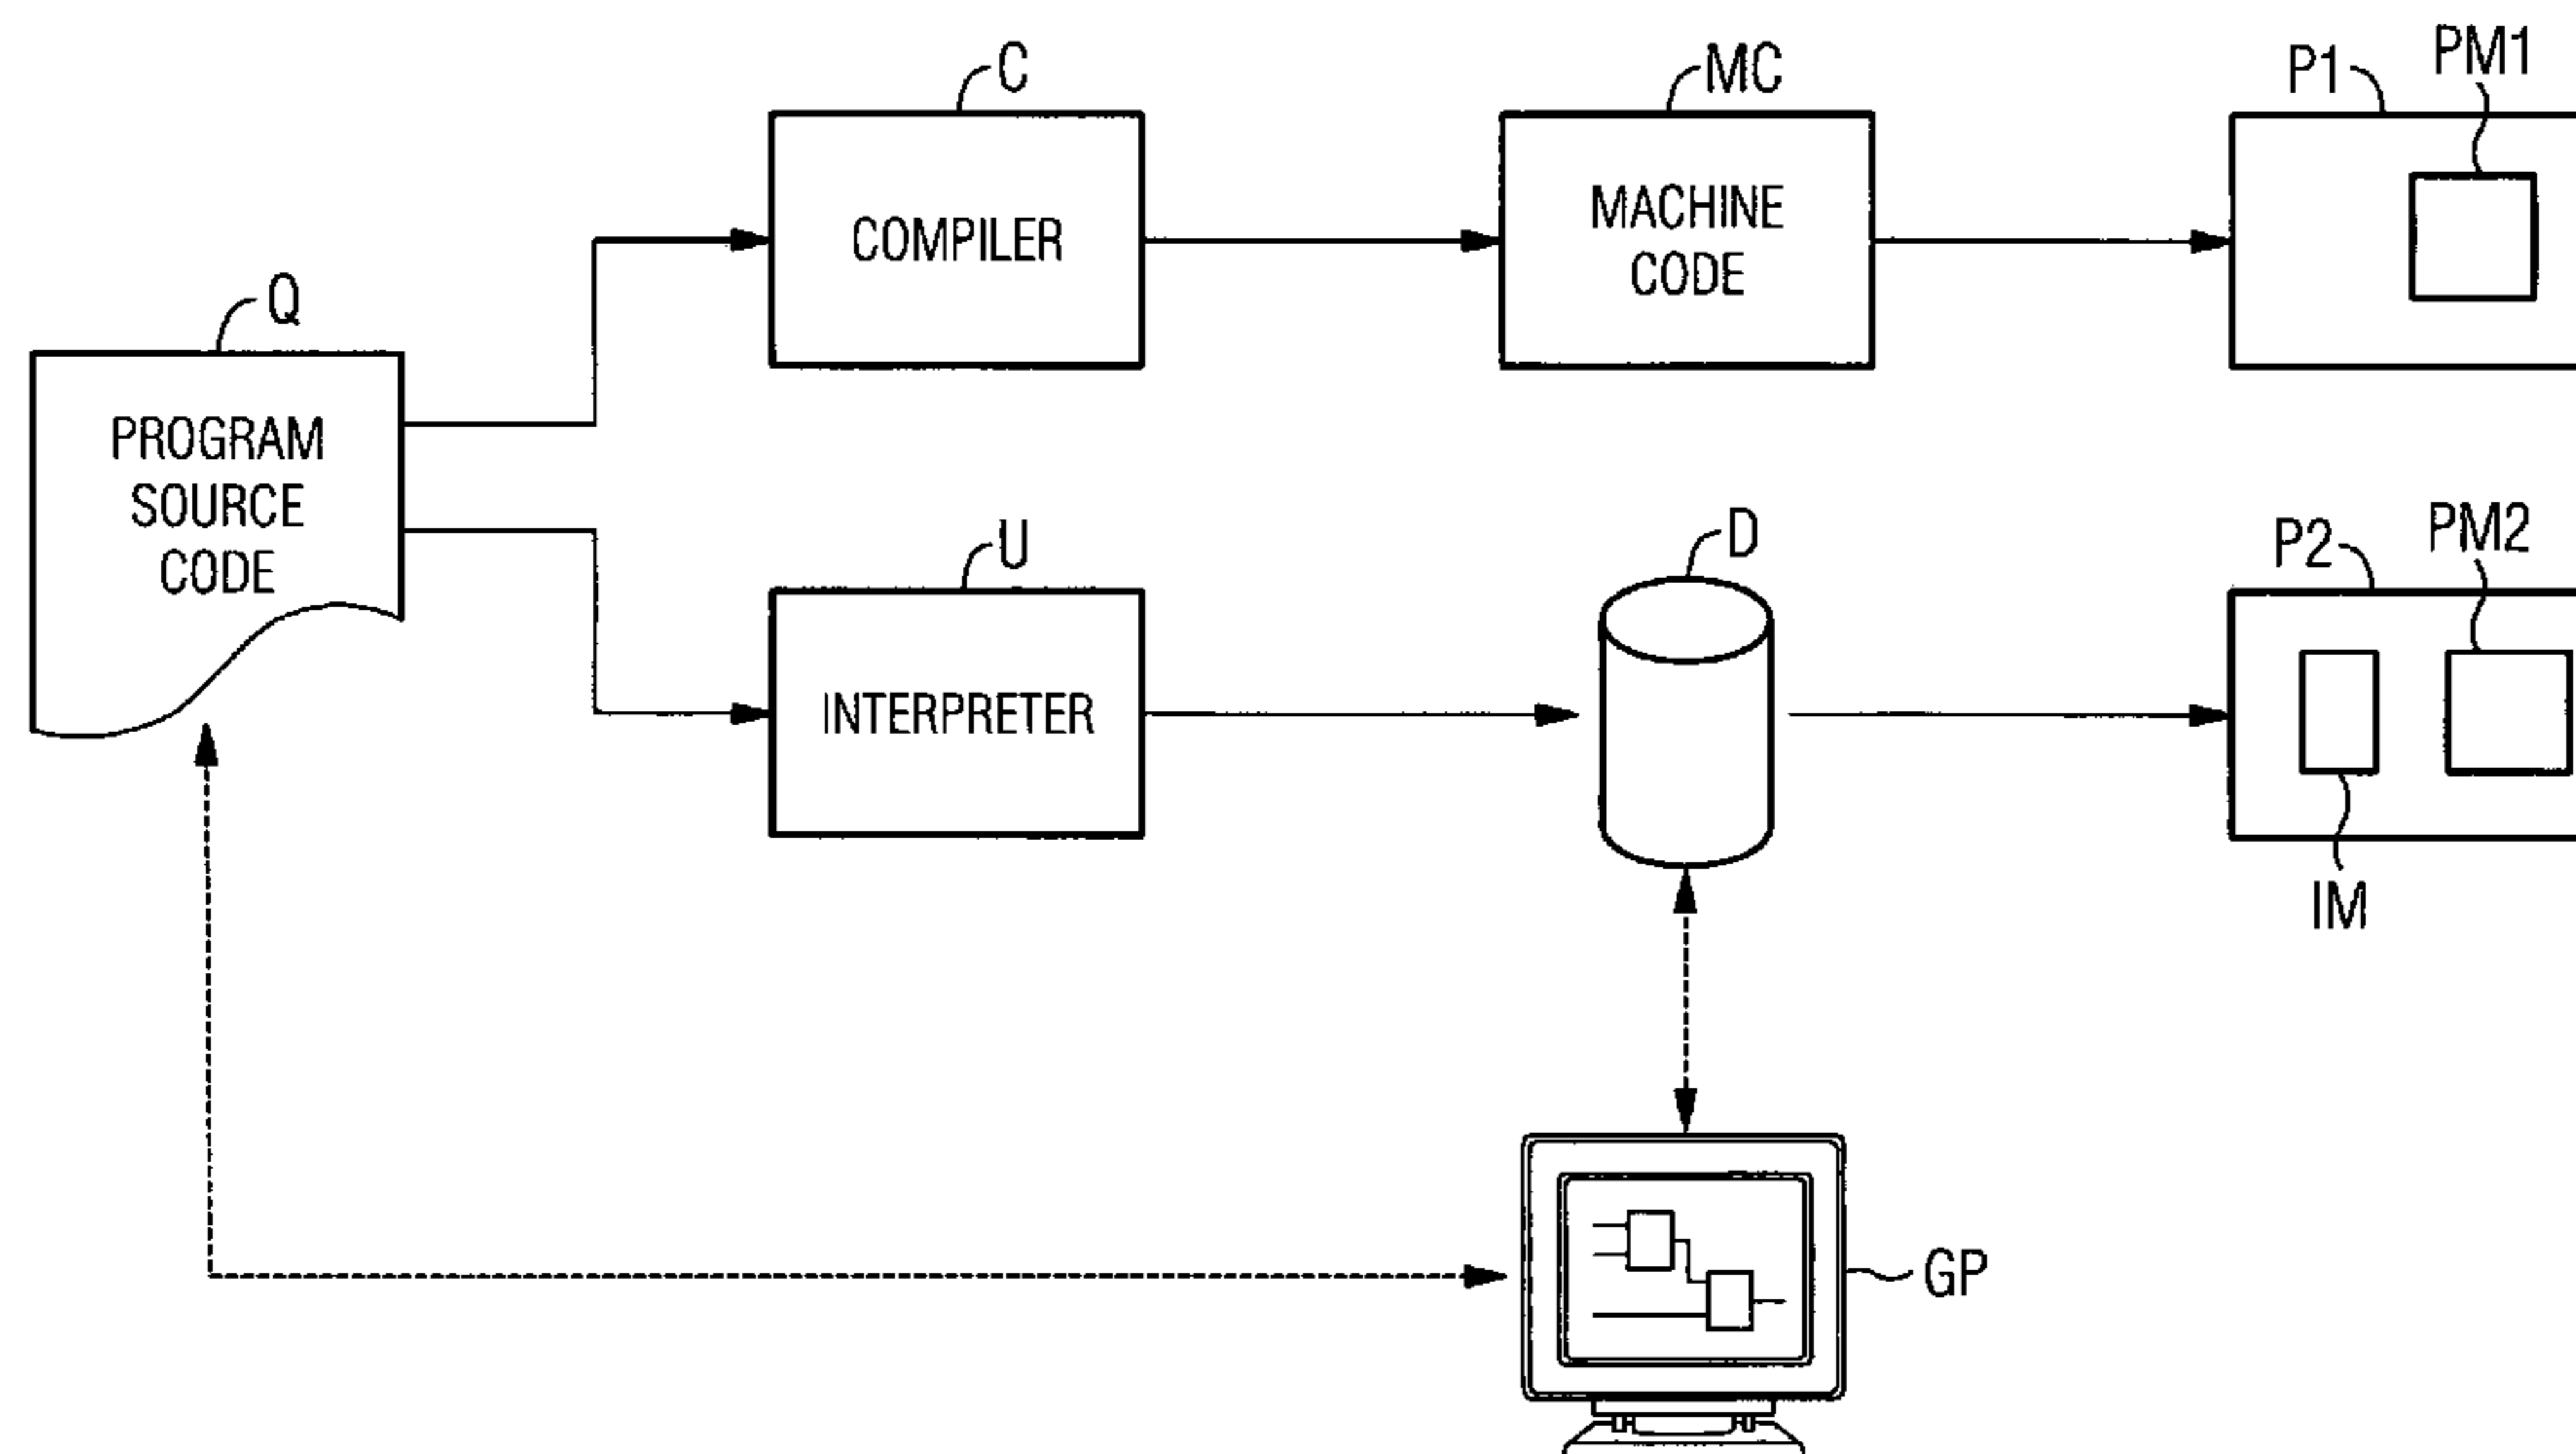 C
MC
P1
PM1
COMPILER
MACHINE
CODE
Q
PROGRAM
SOURCE
CODE
U
D
P2
PM2
INTERPRETER
IM
GP